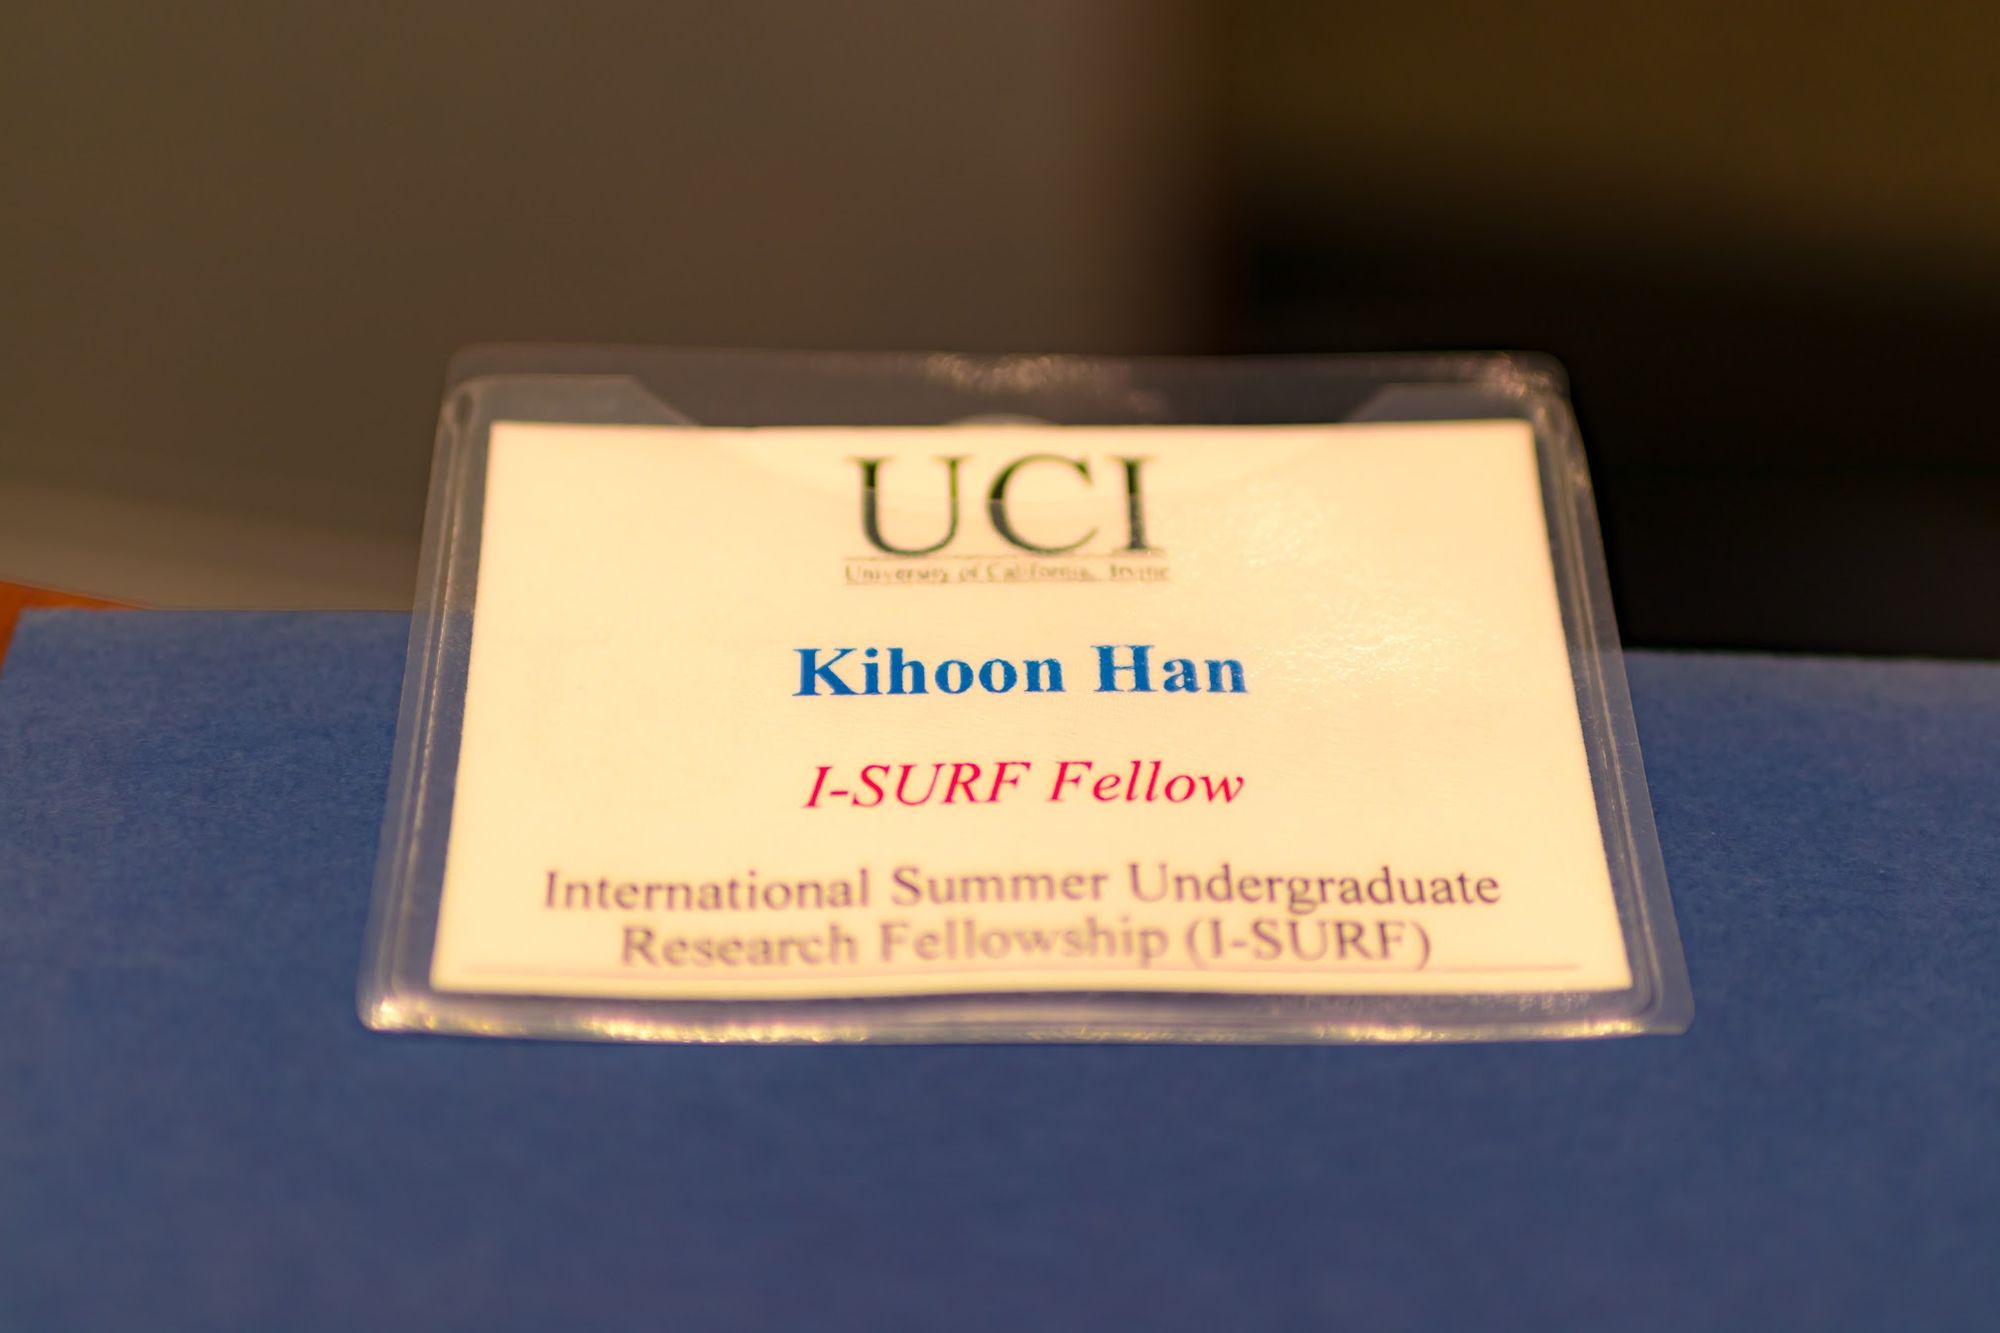 UCI
University of California, Irvine
Kihoon Han
I-SURF Fellow
International Summer Undergraduate
Research Fellowship (I-SURF)